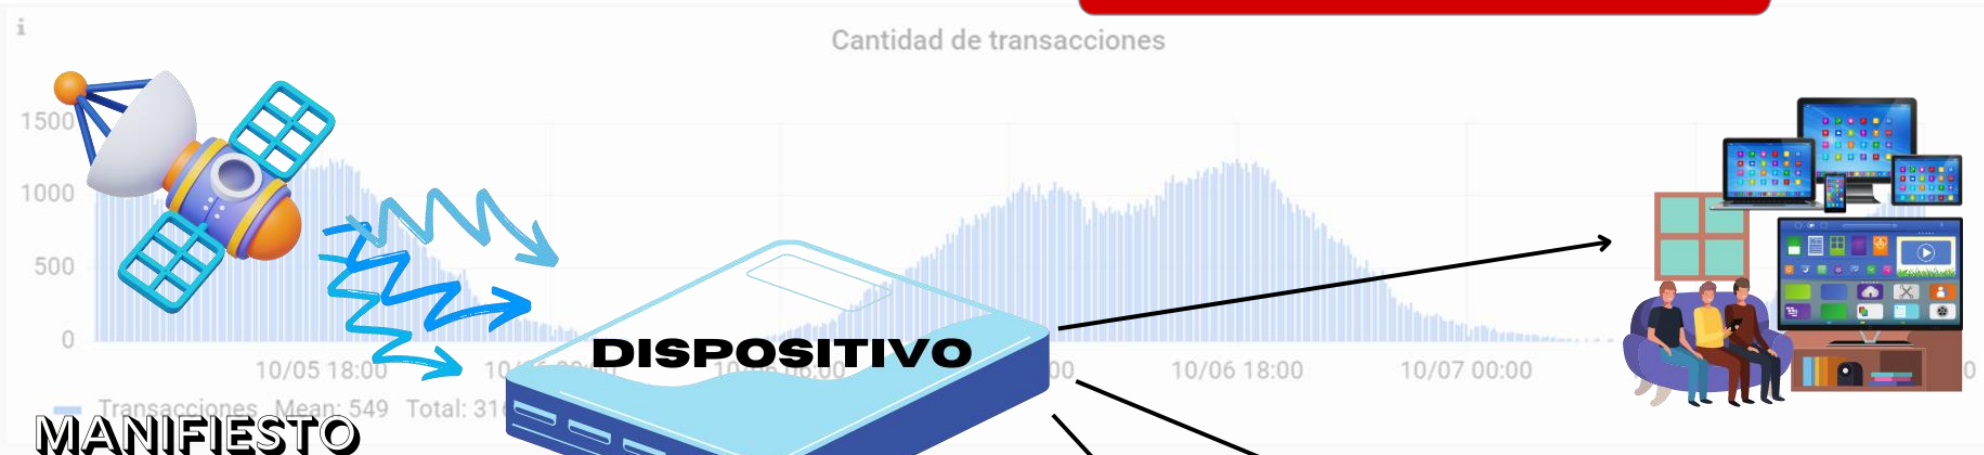 i
Cantidad de transacciones
1500
1000
500
0
DISPOSITIVO
10/05 18:00
10/06 18:00 10/07 00:00
Transacciones Mean: 549 Total:
MANIFIESTO